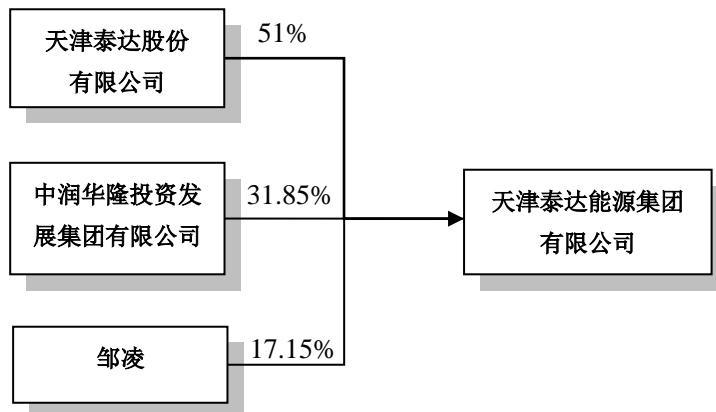 天津泰达股份
有限公司
51%
中润华隆投资发
展集团有限公司
31.85%
天津泰达能源集团
有限公司
邹凌
17.15%